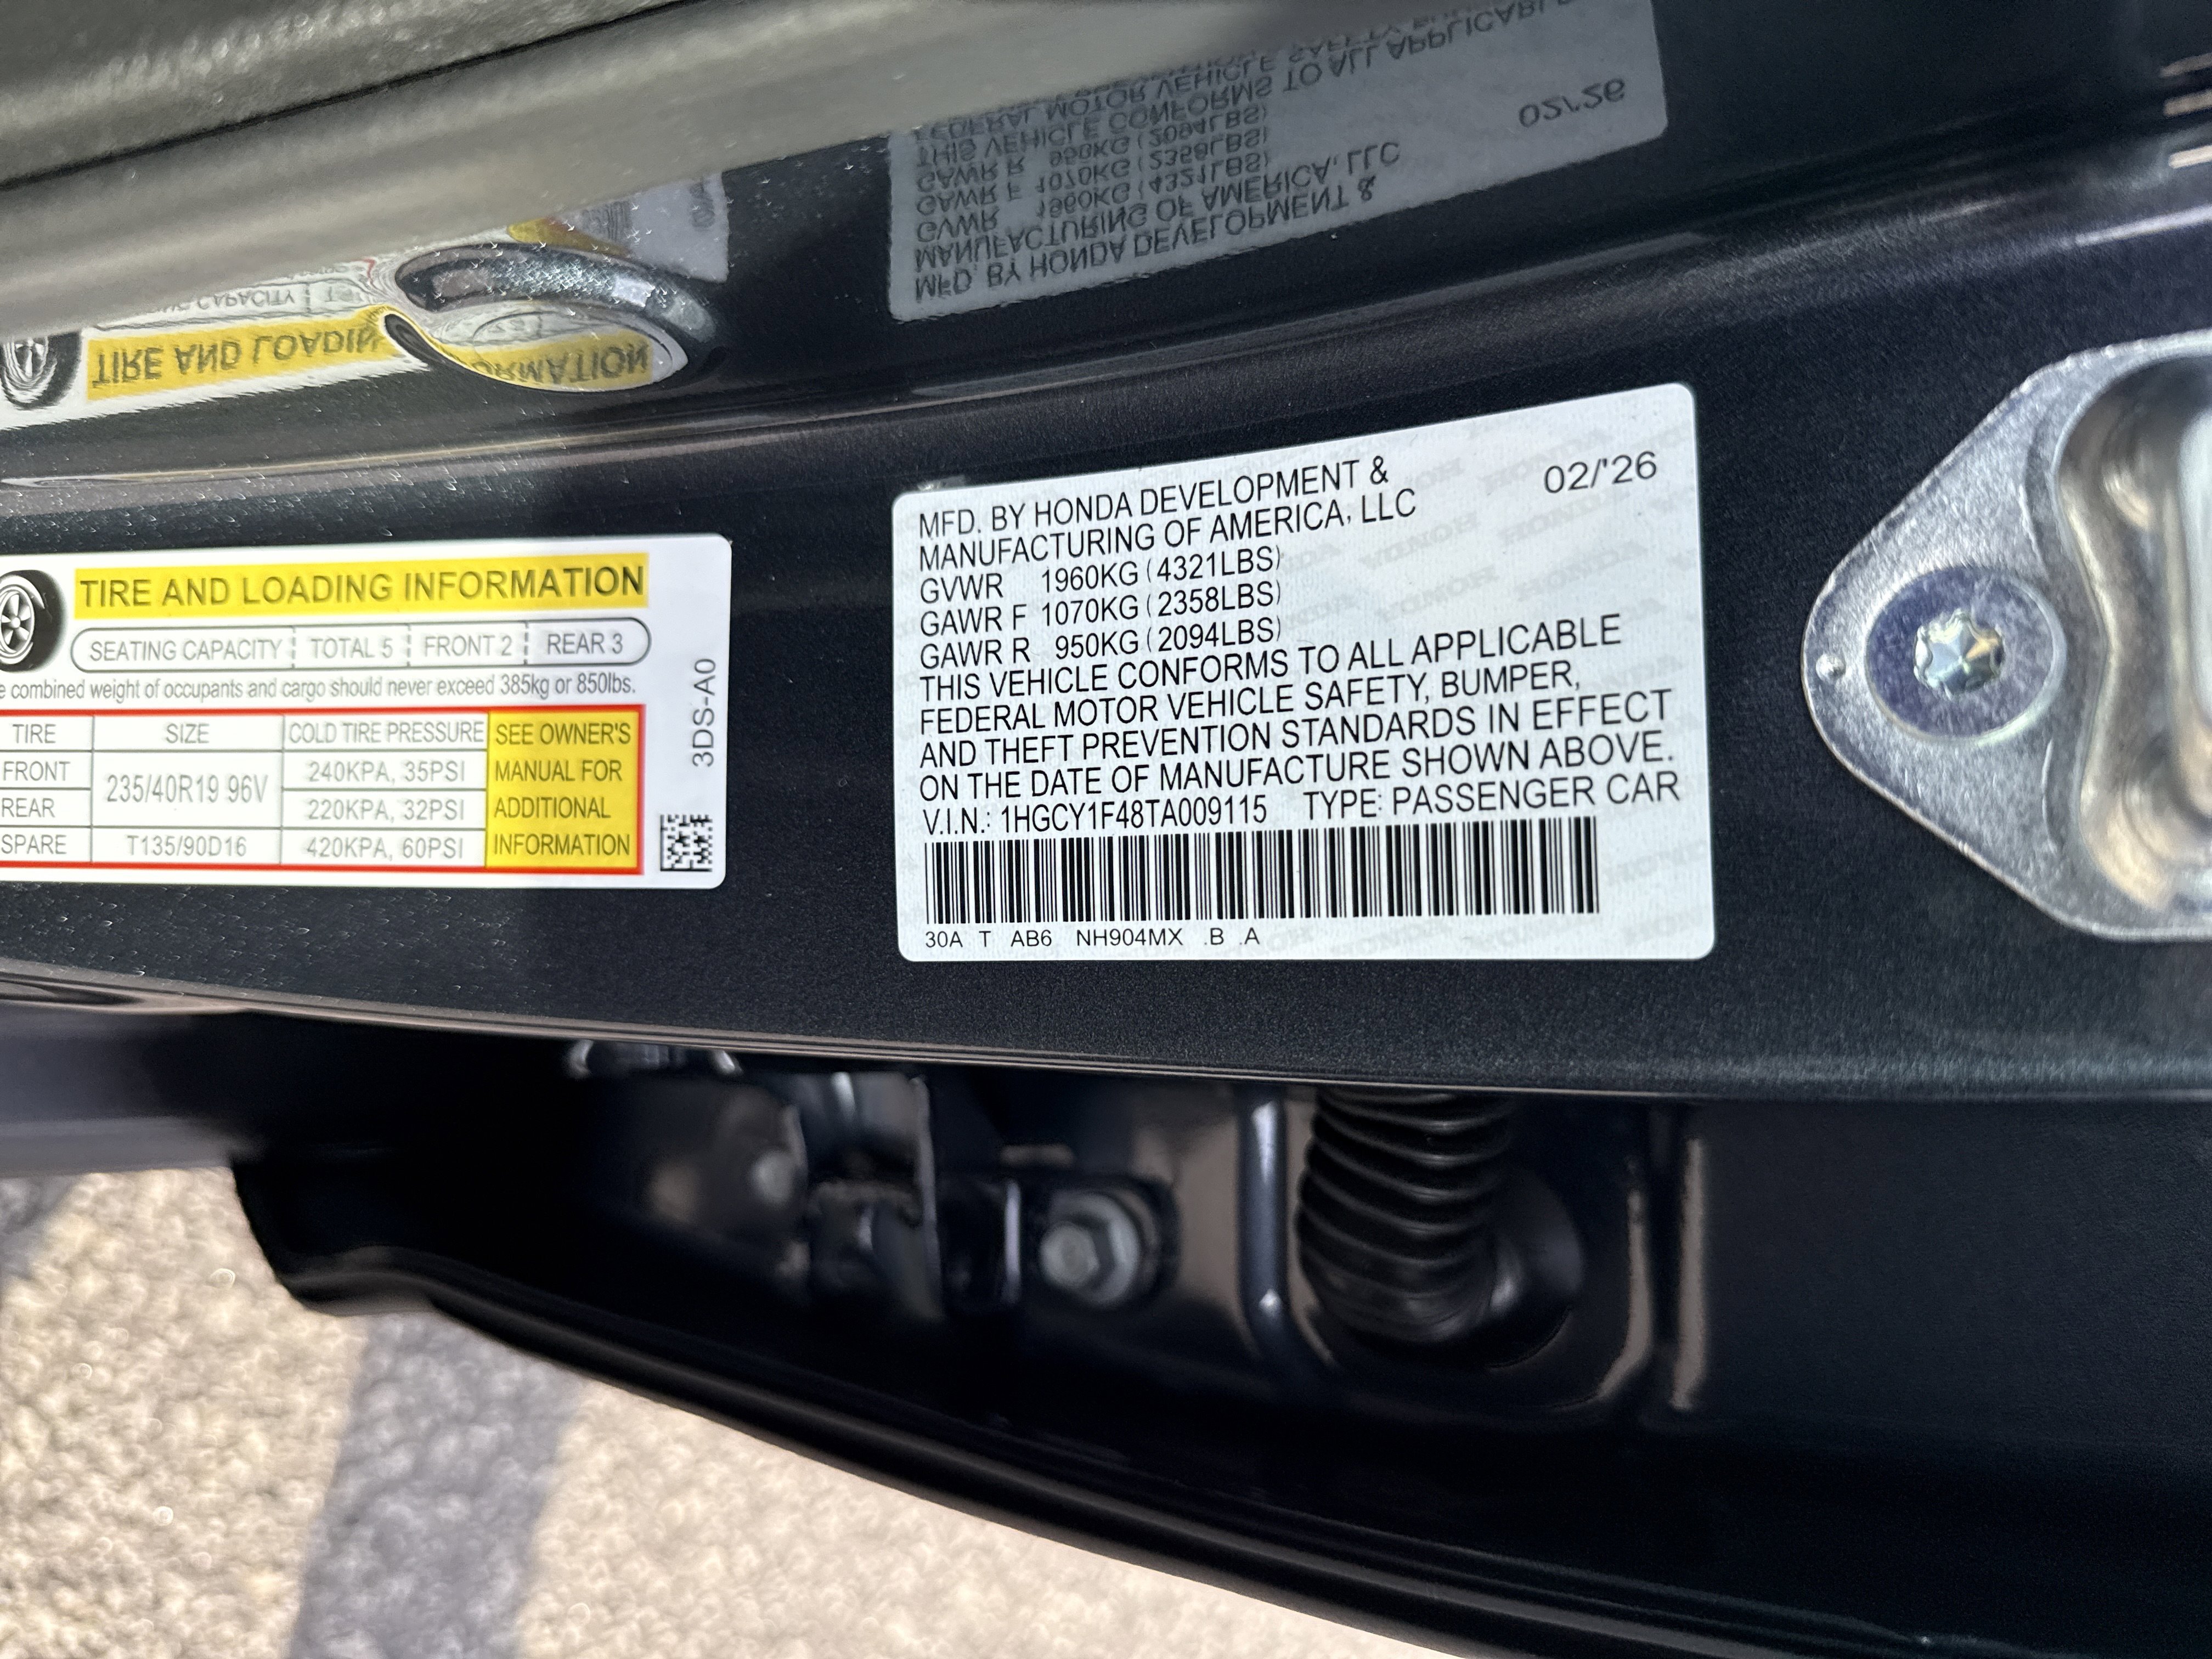 TIRE AND LOADING INFORMATION
SEATING CAPACITY TOTAL 5 FRONT 2 REAR 3
combined weight of occupants and cargo should never exceed 385kg or 850lbs.
TIRE SIZE COLD TIRE PRESSURE SEE OWNER'S
FRONT 235/40R19 96V 240KPA, 35PSI MANUAL FOR
REAR 220KPA, 32PSI ADDITIONAL
SPARE T135/90D16 420KPA, 60PSI INFORMATION
3DS-A0
MFD. BY HONDA DEVELOPMENT & 02/'26
MANUFACTURING OF AMERICA, LLC
GVWR 1960KG (4321LBS)
GAWR F 1070KG (2358LBS)
GAWR R 950KG (2094LBS)
THIS VEHICLE CONFORMS TO ALL APPLICABLE
FEDERAL MOTOR VEHICLE SAFETY, BUMPER,
AND THEFT PREVENTION STANDARDS IN EFFECT
ON THE DATE OF MANUFACTURE SHOWN ABOVE.
V.I.N.: 1HGCY1F48TA009115 TYPE: PASSENGER CAR
30A T AB6 NH904MX .B .A